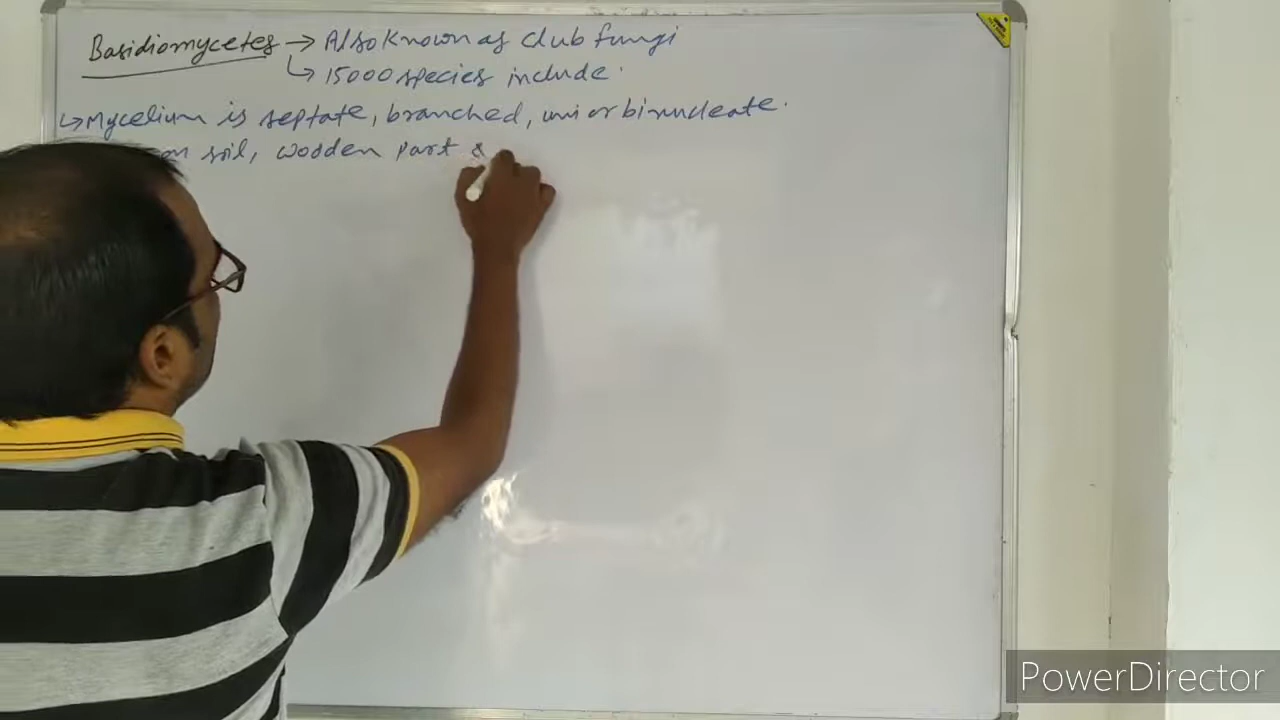 Basidiomycetes → Also Known as club fungi
↳ 15000 species include.
↳ Mycelium is septate, branched, uni or binucleate.
on soil, wooden part &
PowerDirector